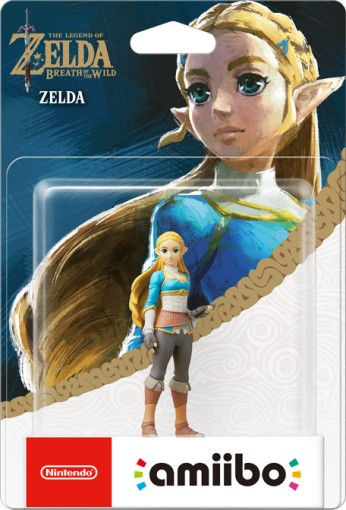 THE LEGEND OF
ZELDA
BREATH OF THE WILD
ZELDA
Nintendo
amiibo